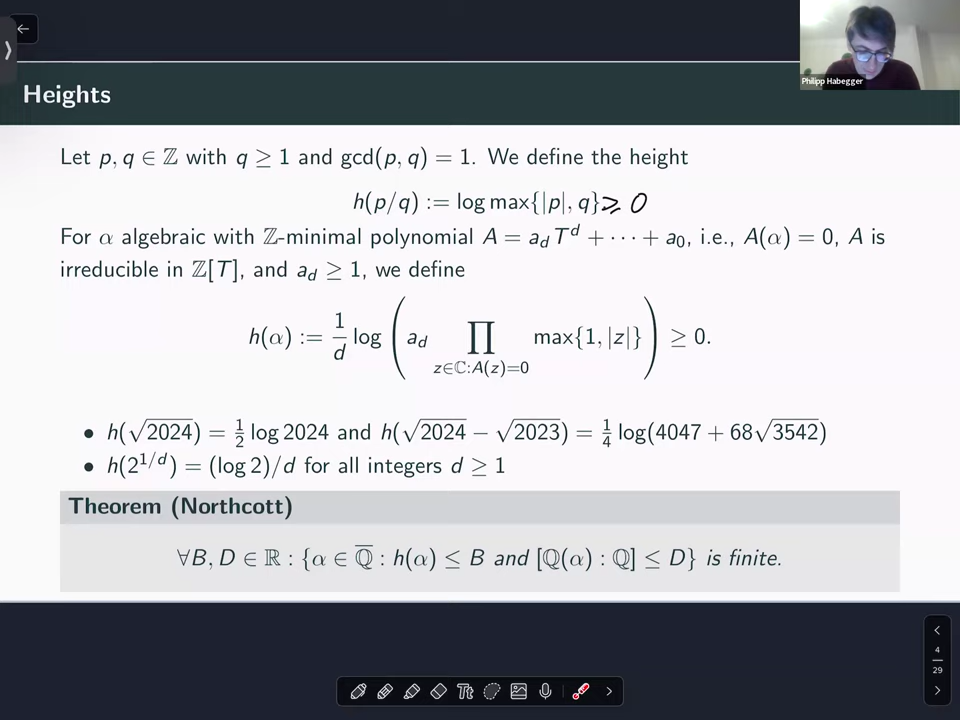 Philipp Habegger
Heights
Let p, q ∈ ℤ with q ≥ 1 and gcd(p, q) = 1. We define the height
h(p/q) := log max{|p|, q} ≥ 0
For α algebraic with ℤ-minimal polynomial A = a_d T^d + ··· + a_0, i.e., A(α) = 0, A is
irreducible in ℤ[T], and a_d ≥ 1, we define
h(α) := 1/d log ( a_d ∏_{z∈ℂ:A(z)=0} max{1, |z|} ) ≥ 0.
• h(√2024) = 1/2 log 2024 and h(√2024 − √2023) = 1/4 log(4047 + 68√3542)
• h(2^{1/d}) = (log 2)/d for all integers d ≥ 1
Theorem (Northcott)
∀B, D ∈ ℝ : {α ∈ ℚ̅ : h(α) ≤ B and [ℚ(α) : ℚ] ≤ D} is finite.
4
29
Tt